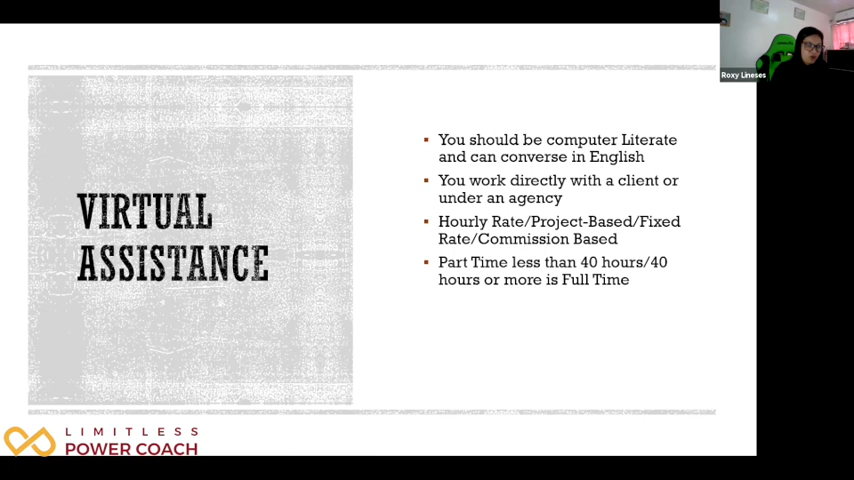 Roxy Lineses
VIRTUAL
ASSISTANCE
You should be computer Literate
and can converse in English
You work directly with a client or
under an agency
Hourly Rate/Project-Based/Fixed
Rate/Commission Based
Part Time less than 40 hours/40
hours or more is Full Time
LIMITLESS
POWER COACH